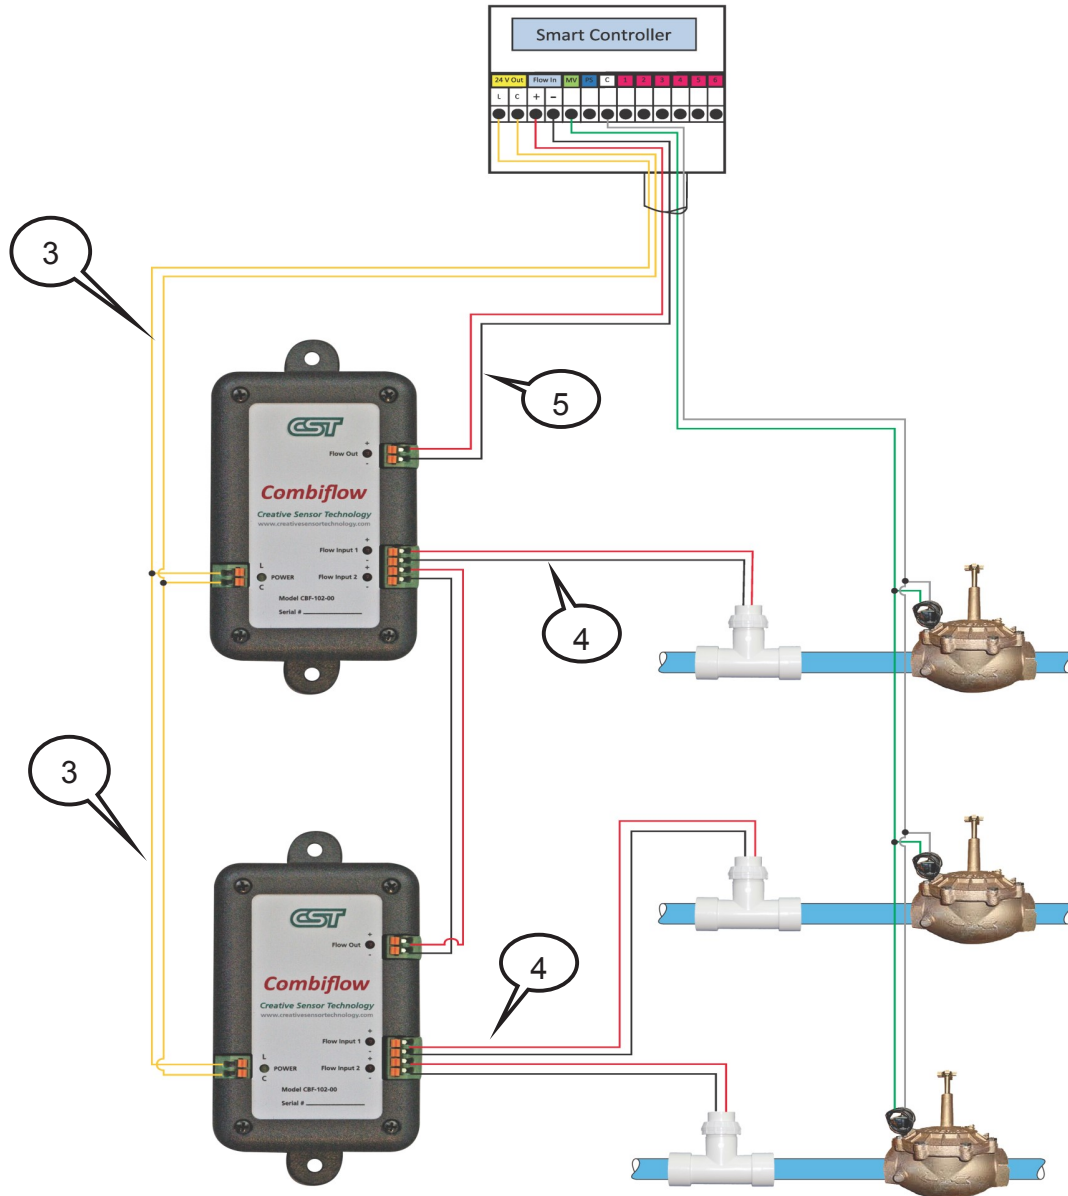 Smart Controller
24 V Out Flow In MV PS C 1 2 3 4 5 6
L C + −
3
5
CST
+
Flow Out
-
Combiflow
Creative Sensor Technology
www.creativesensortechnology.com
+
Flow Input 1
-
L
+
POWER
Flow Input 2
C
-
Model CBF-102-00
Serial #
4
3
CST
+
Flow Out
-
Combiflow
Creative Sensor Technology
www.creativesensortechnology.com
4
+
Flow Input 1
-
L
+
POWER
Flow Input 2
C
-
Model CBF-102-00
Serial #